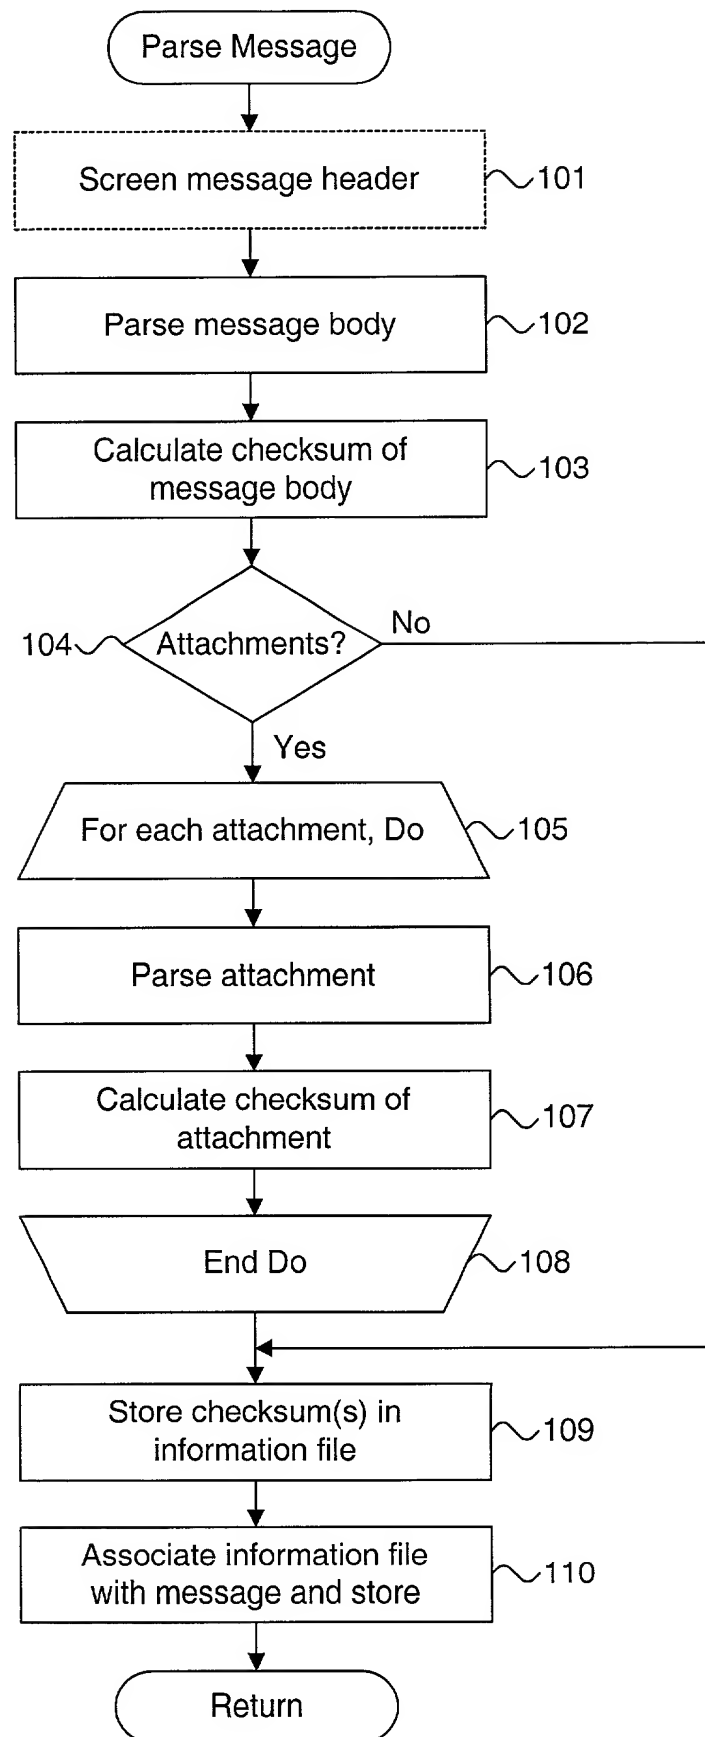 Parse Message
Screen message header
101
Parse message body
102
Calculate checksum of
message body
103
104
Attachments?
No
Yes
For each attachment, Do
105
Parse attachment
106
Calculate checksum of
attachment
107
End Do
108
Store checksum(s) in
information file
109
Associate information file
with message and store
110
Return